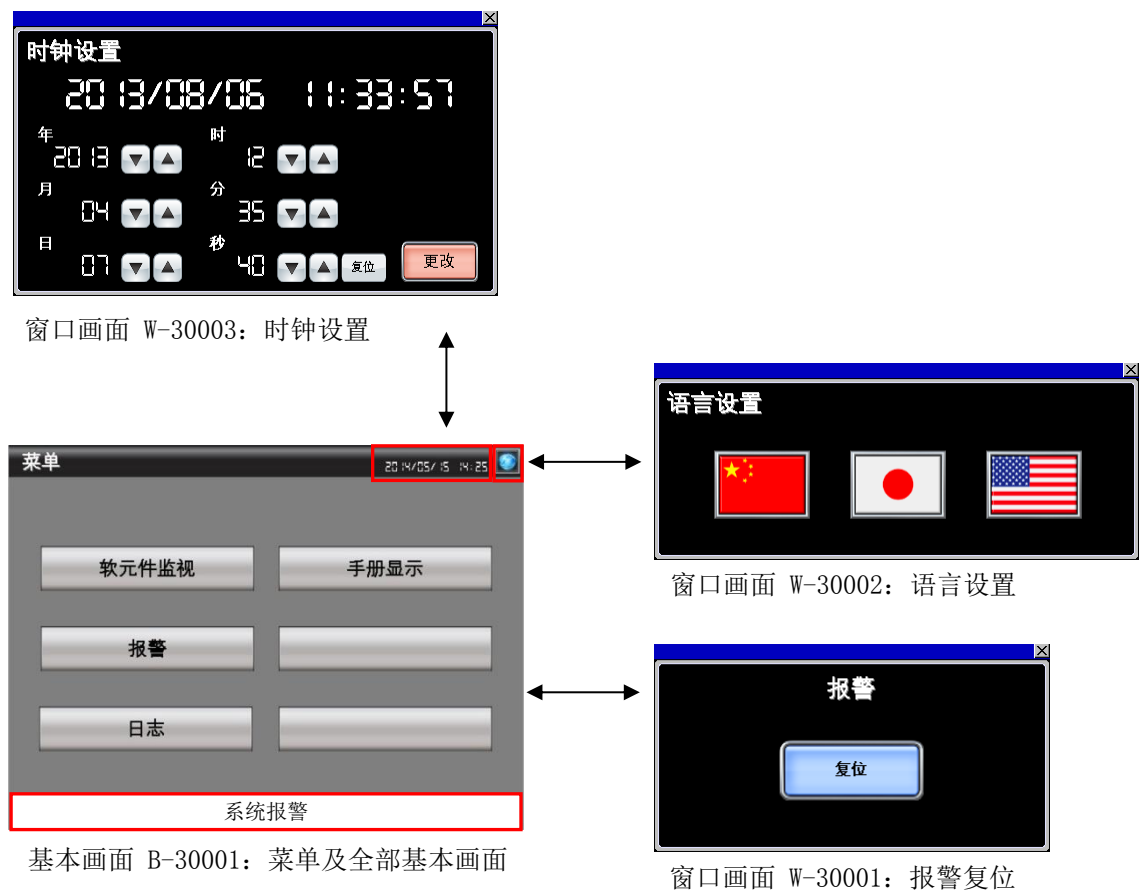 时钟设置
2013/08/06 11:33:57
年 时
2013 ▼ ▲ 12 ▼ ▲
月 分
04 ▼ ▲ 35 ▼ ▲
日 秒
07 ▼ ▲ 40 ▼ ▲ 复位 更改
窗口画面 W-30003：时钟设置
语言设置
窗口画面 W-30002：语言设置
菜单 2014/05/15 14:25
软元件监视 手册显示
报警
日志
系统报警
基本画面 B-30001：菜单及全部基本画面
报警
复位
窗口画面 W-30001：报警复位